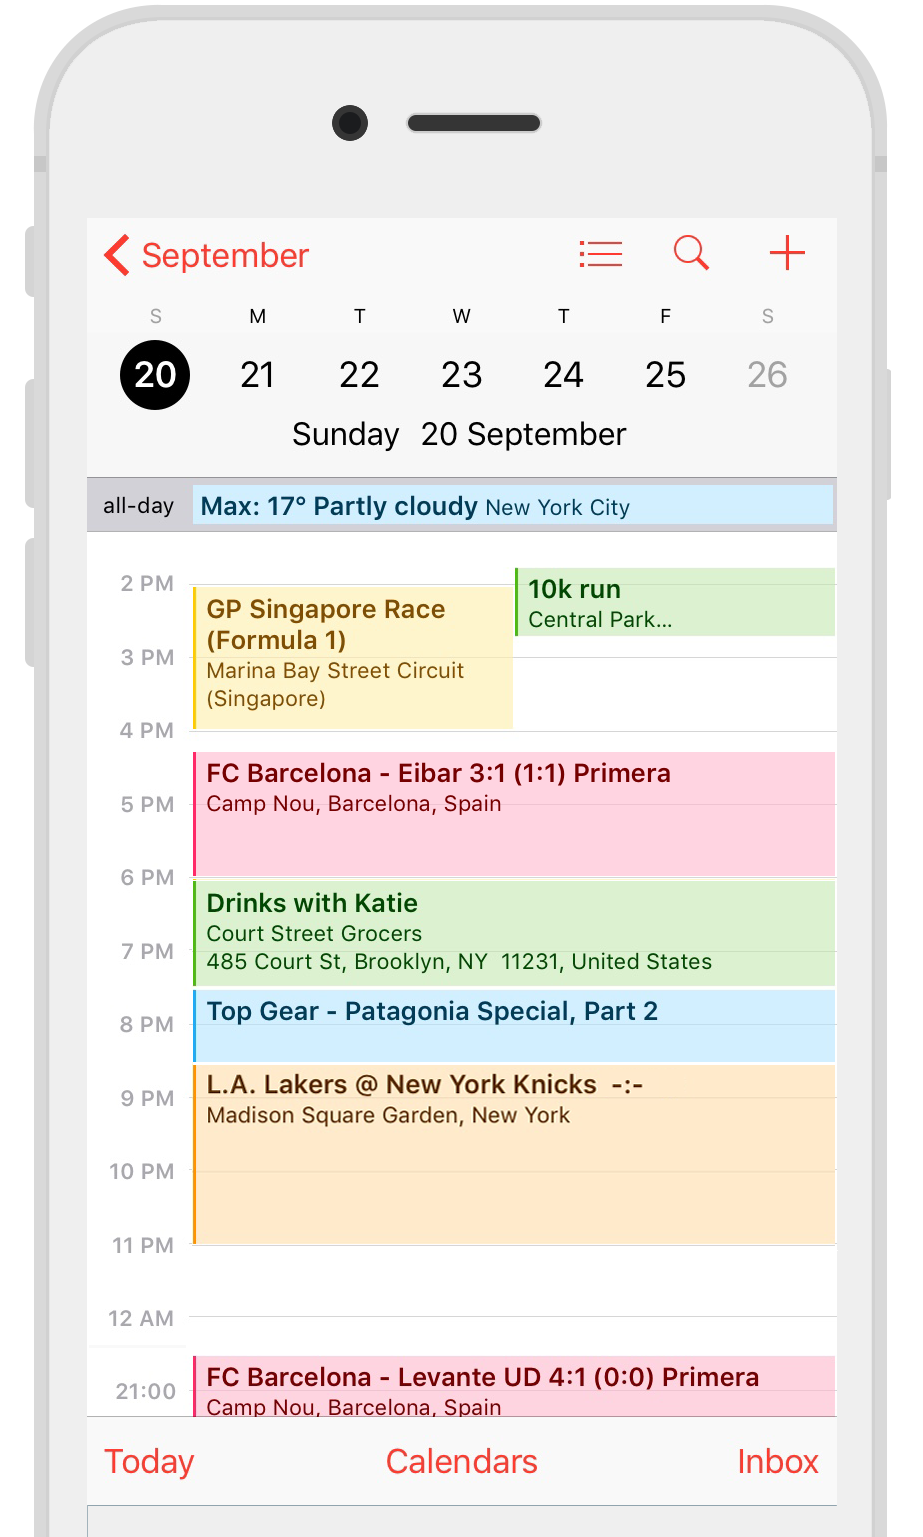 September
S M T W T F S
20 21 22 23 24 25 26
Sunday 20 September
all-day Max: 17° Partly cloudy New York City
2 PM
10k run
Central Park...
GP Singapore Race
(Formula 1)
3 PM
Marina Bay Street Circuit
(Singapore)
4 PM
FC Barcelona - Eibar 3:1 (1:1) Primera
5 PM
Camp Nou, Barcelona, Spain
6 PM
Drinks with Katie
Court Street Grocers
7 PM
485 Court St, Brooklyn, NY  11231, United States
Top Gear - Patagonia Special, Part 2
8 PM
L.A. Lakers @ New York Knicks  -:-
9 PM
Madison Square Garden, New York
10 PM
11 PM
12 AM
FC Barcelona - Levante UD 4:1 (0:0) Primera
21:00
Camp Nou, Barcelona, Spain
Today Calendars Inbox